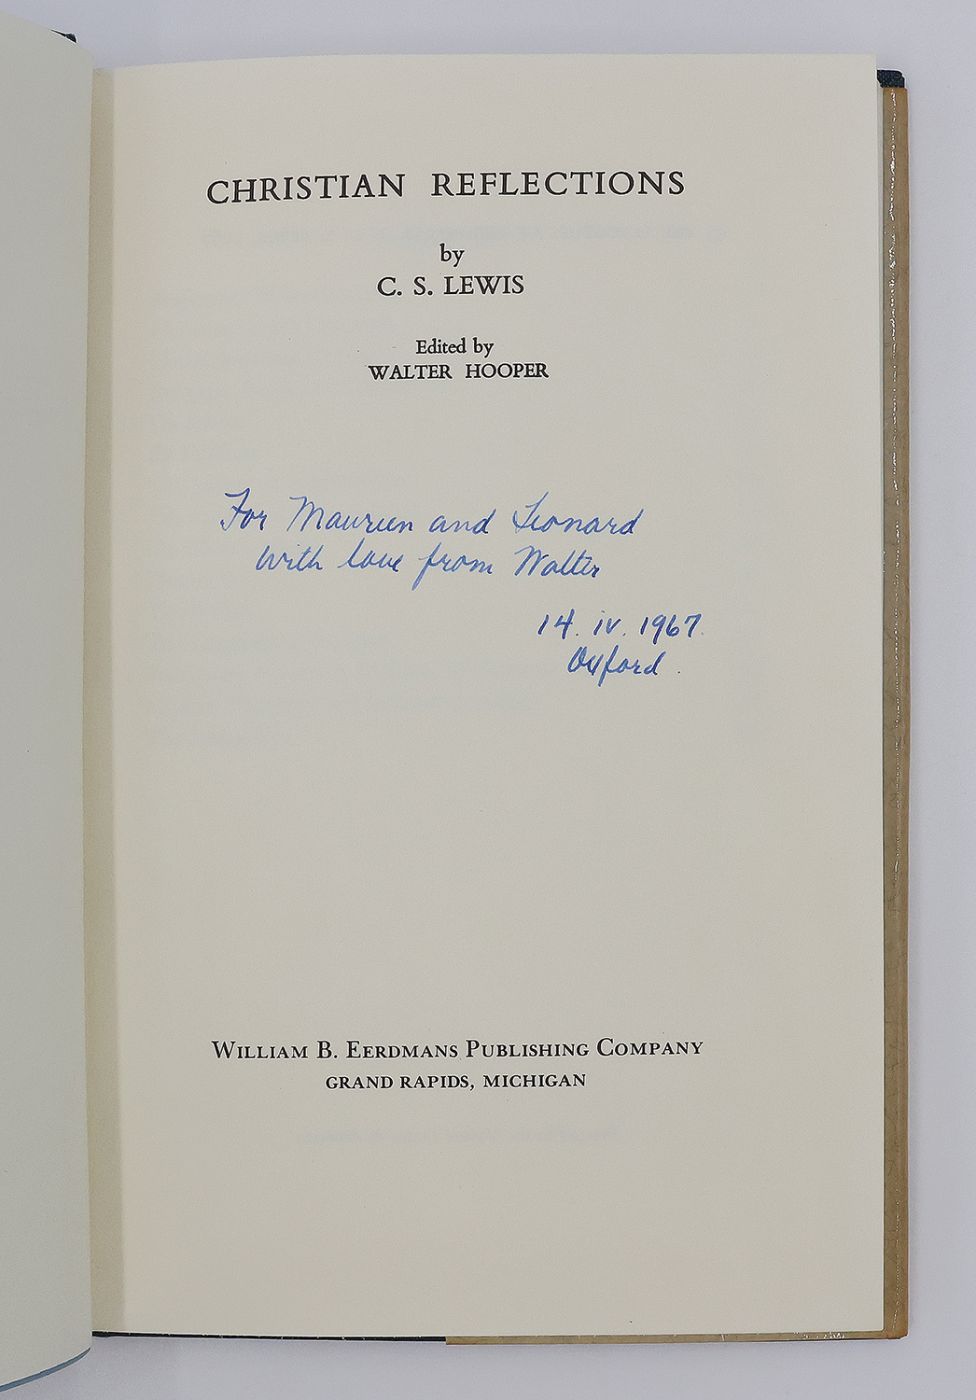 CHRISTIAN REFLECTIONS
by
C. S. LEWIS
Edited by
WALTER HOOPER
For Maureen and Leonard
with love from Walter
14. iv. 1967.
Oxford.
WILLIAM B. EERDMANS PUBLISHING COMPANY
GRAND RAPIDS, MICHIGAN